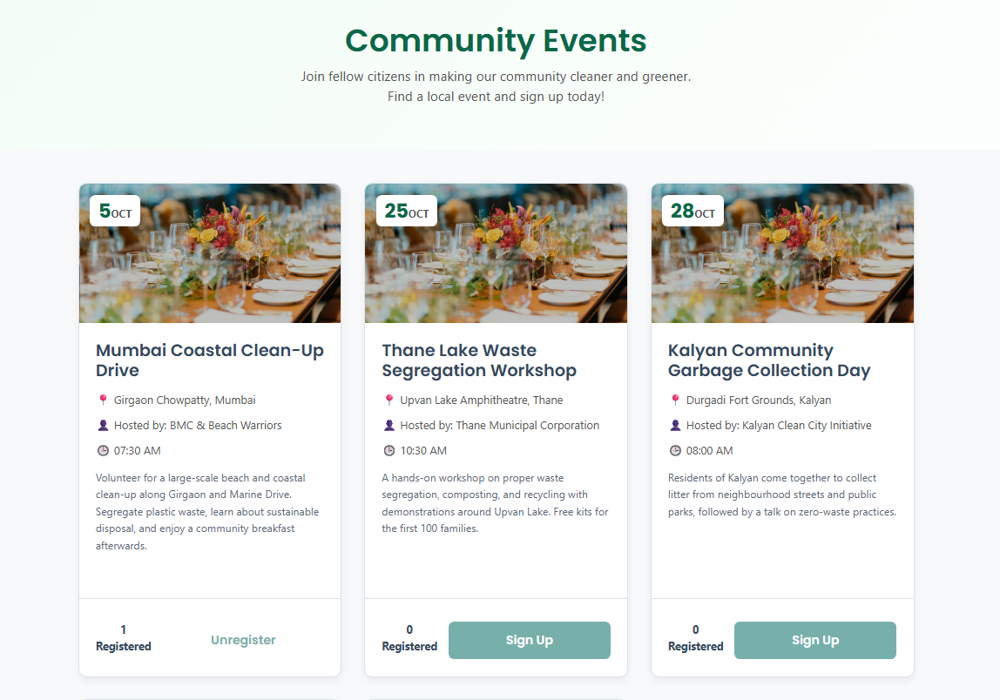 Community Events
Join fellow citizens in making our community cleaner and greener.
Find a local event and sign up today!
5OCT
Mumbai Coastal Clean-Up
Drive
Girgaon Chowpatty, Mumbai
Hosted by: BMC & Beach Warriors
07:30 AM
Volunteer for a large-scale beach and coastal
clean-up along Girgaon and Marine Drive.
Segregate plastic waste, learn about sustainable
disposal, and enjoy a community breakfast
afterwards.
1
Registered
Unregister
25OCT
Thane Lake Waste
Segregation Workshop
Upvan Lake Amphitheatre, Thane
Hosted by: Thane Municipal Corporation
10:30 AM
A hands-on workshop on proper waste
segregation, composting, and recycling with
demonstrations around Upvan Lake. Free kits for
the first 100 families.
0
Registered
Sign Up
28OCT
Kalyan Community
Garbage Collection Day
Durgadi Fort Grounds, Kalyan
Hosted by: Kalyan Clean City Initiative
08:00 AM
Residents of Kalyan come together to collect
litter from neighbourhood streets and public
parks, followed by a talk on zero-waste practices.
0
Registered
Sign Up